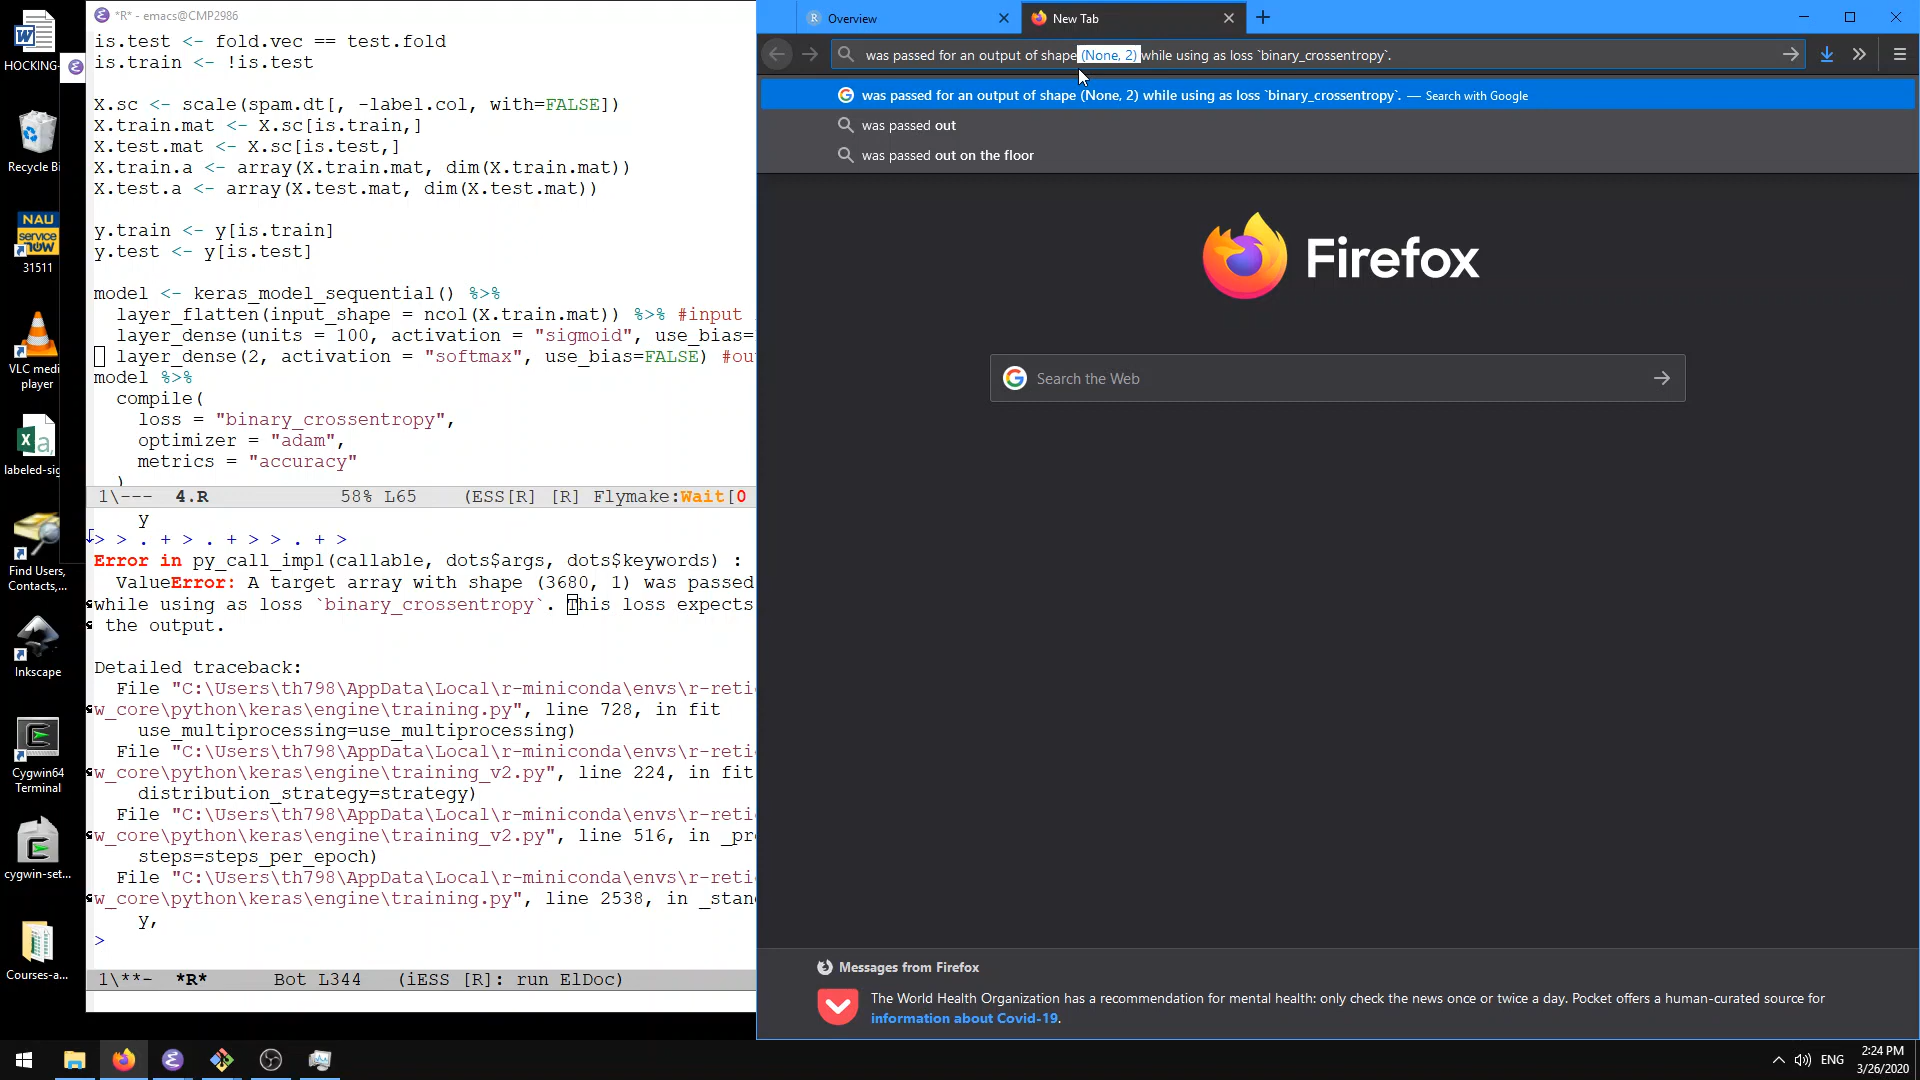 HOCKING-
Recycle Bi
NAU
service
now
31511
VLC medi
player
labeled-sig
Find Users,
Contacts,...
Inkscape
Cygwin64
Terminal
cygwin-set...
Courses-a...
*R* - emacs@CMP2986
is.test <- fold.vec == test.fold
is.train <- !is.test
X.sc <- scale(spam.dt[, -label.col, with=FALSE])
X.train.mat <- X.sc[is.train,]
X.test.mat <- X.sc[is.test,]
X.train.a <- array(X.train.mat, dim(X.train.mat))
X.test.a <- array(X.test.mat, dim(X.test.mat))
y.train <- y[is.train]
y.test <- y[is.test]
model <- keras_model_sequential() %>%
layer_flatten(input_shape = ncol(X.train.mat)) %>% #input
layer_dense(units = 100, activation = "sigmoid", use_bias=
layer_dense(2, activation = "softmax", use_bias=FALSE) #ou
model %>%
compile(
loss = "binary_crossentropy",
optimizer = "adam",
metrics = "accuracy"
)
1\--- 4.R 58% L65 (ESS[R] [R] Flymake:Wait[0
y
> > . + > . + > > . + >
Error in py_call_impl(callable, dots$args, dots$keywords) :
ValueError: A target array with shape (3680, 1) was passed
while using as loss `binary_crossentropy`. This loss expects
the output.
Detailed traceback:
File "C:\Users\th798\AppData\Local\r-miniconda\envs\r-reti
w_core\python\keras\engine\training.py", line 728, in fit
use_multiprocessing=use_multiprocessing)
File "C:\Users\th798\AppData\Local\r-miniconda\envs\r-reti
w_core\python\keras\engine\training_v2.py", line 224, in fit
distribution_strategy=strategy)
File "C:\Users\th798\AppData\Local\r-miniconda\envs\r-reti
w_core\python\keras\engine\training_v2.py", line 516, in _pr
steps=steps_per_epoch)
File "C:\Users\th798\AppData\Local\r-miniconda\envs\r-reti
w_core\python\keras\engine\training.py", line 2538, in _stan
y,
>
1\**- *R* Bot L344 (iESS [R]: run ElDoc)
R Overview
New Tab
was passed for an output of shape (None, 2) while using as loss `binary_crossentropy`.
was passed for an output of shape (None, 2) while using as loss `binary_crossentropy`. — Search with Google
was passed out
was passed out on the floor
Firefox
Search the Web
Messages from Firefox
The World Health Organization has a recommendation for mental health: only check the news once or twice a day. Pocket offers a human-curated source for
information about Covid-19.
ENG
2:24 PM
3/26/2020